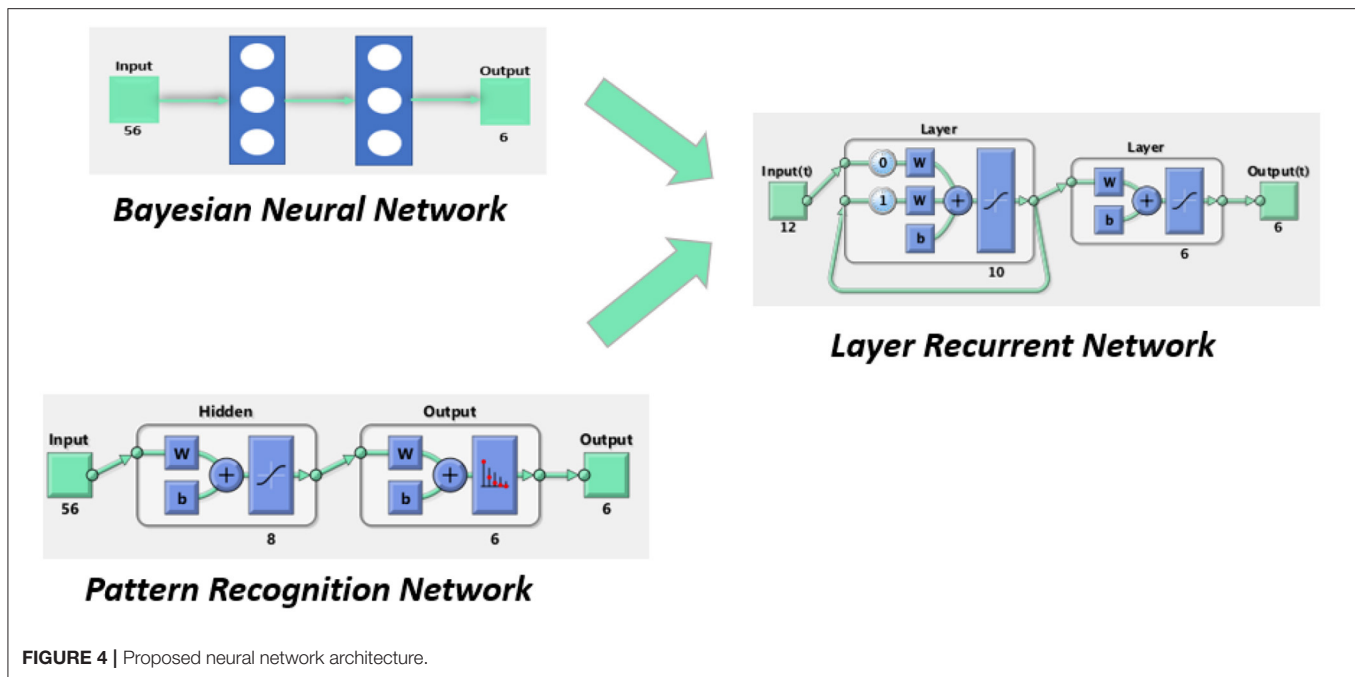 Input
56
Output
6
Bayesian Neural Network
Input(t)
12
Layer
0
W
1
W
b
+
10
Layer
W
b
+
6
Output(t)
6
Layer Recurrent Network
Input
56
Hidden
W
b
+
8
Output
W
b
+
6
Output
6
Pattern Recognition Network
FIGURE 4 | Proposed neural network architecture.